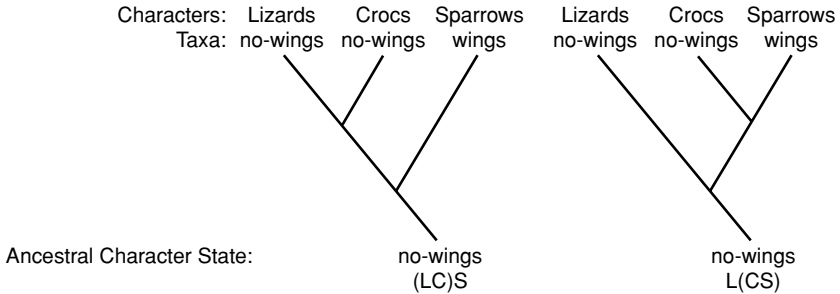 Characters: Lizards Crocs Sparrows Lizards Crocs Sparrows
Taxa: no-wings no-wings wings no-wings no-wings wings
Ancestral Character State: no-wings no-wings
(LC)S L(CS)